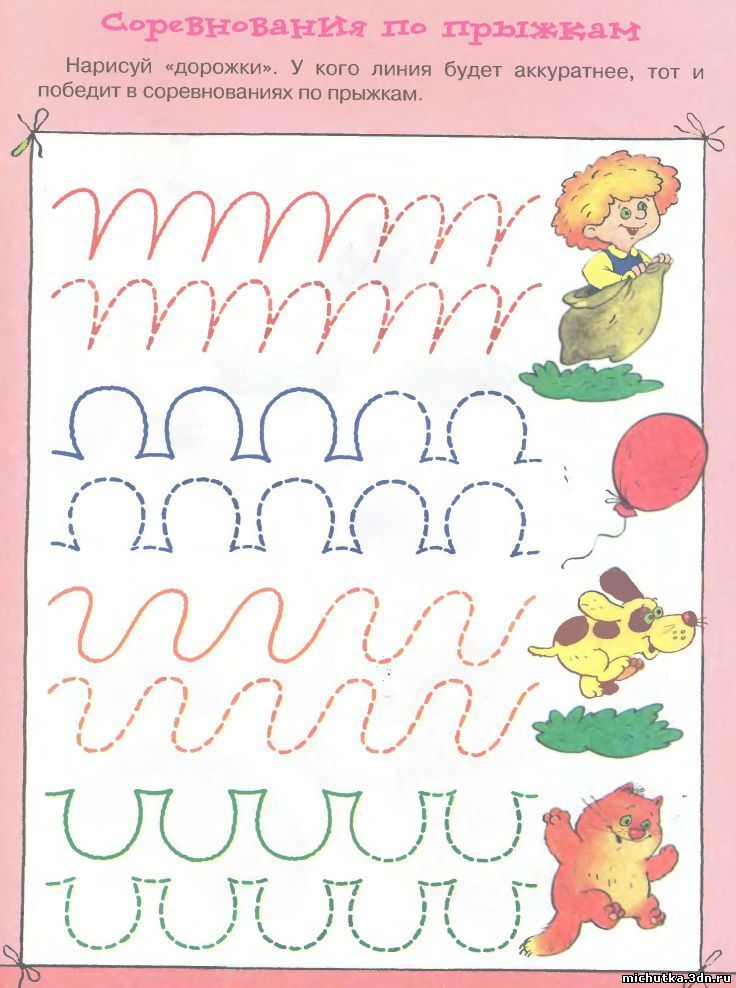 Соревнования по прыжкам
Нарисуй «дорожки». У кого линия будет аккуратнее, тот и
победит в соревнованиях по прыжкам.
michutka.3dn.ru